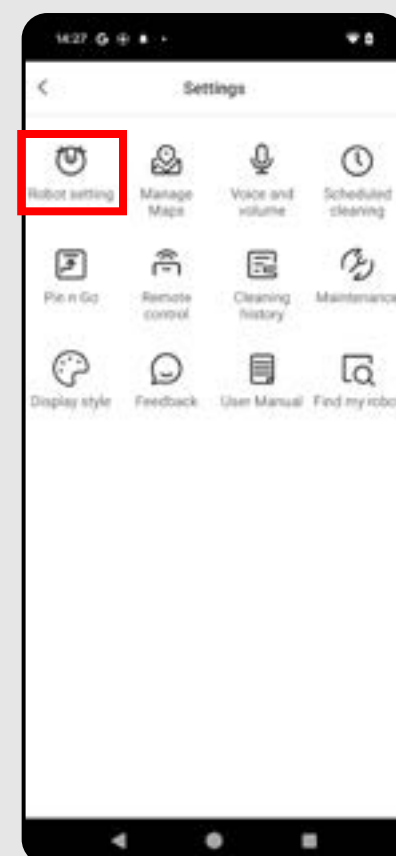 14:27 G
Settings
Robot setting
Manage Maps
Voice and volume
Scheduled cleaning
Pin n Go
Remote control
Cleaning history
Maintenance
Display style
Feedback
User Manual
Find my robot